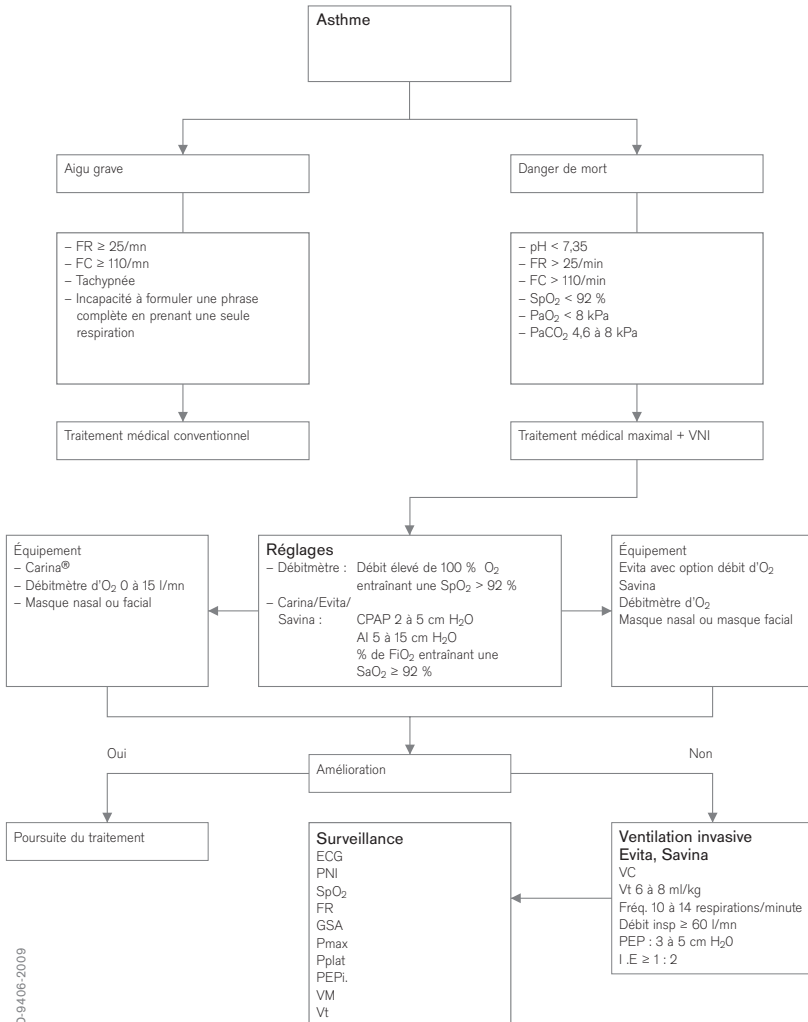 Asthme
Aigu grave
Danger de mort
– FR ≥ 25/mn
– FC ≥ 110/mn
– Tachypnée
– Incapacité à formuler une phrase
complète en prenant une seule
respiration
– pH < 7,35
– FR > 25/min
– FC > 110/min
– SpO₂ < 92 %
– PaO₂ < 8 kPa
– PaCO₂ 4,6 à 8 kPa
Traitement médical conventionnel
Traitement médical maximal + VNI
Équipement
– Carina®
– Débitmètre d'O₂ 0 à 15 l/mn
– Masque nasal ou facial
Réglages
– Débitmètre : Débit élevé de 100 % O₂
entraînant une SpO₂ > 92 %
– Carina/Evita/
Savina : CPAP 2 à 5 cm H₂O
AI 5 à 15 cm H₂O
% de FiO₂ entraînant une
SaO₂ ≥ 92 %
Équipement
Evita avec option débit d'O₂
Savina
Débitmètre d'O₂
Masque nasal ou masque facial
Oui
Amélioration
Non
Poursuite du traitement
Surveillance
ECG
PNI
SpO₂
FR
GSA
Pmax
Pplat
PEPi.
VM
Vt
Ventilation invasive
Evita, Savina
VC
Vt 6 à 8 ml/kg
Fréq. 10 à 14 respirations/minute
Débit insp ≥ 60 l/mn
PEP : 3 à 5 cm H₂0
I .E ≥ 1 : 2
-9406-2009